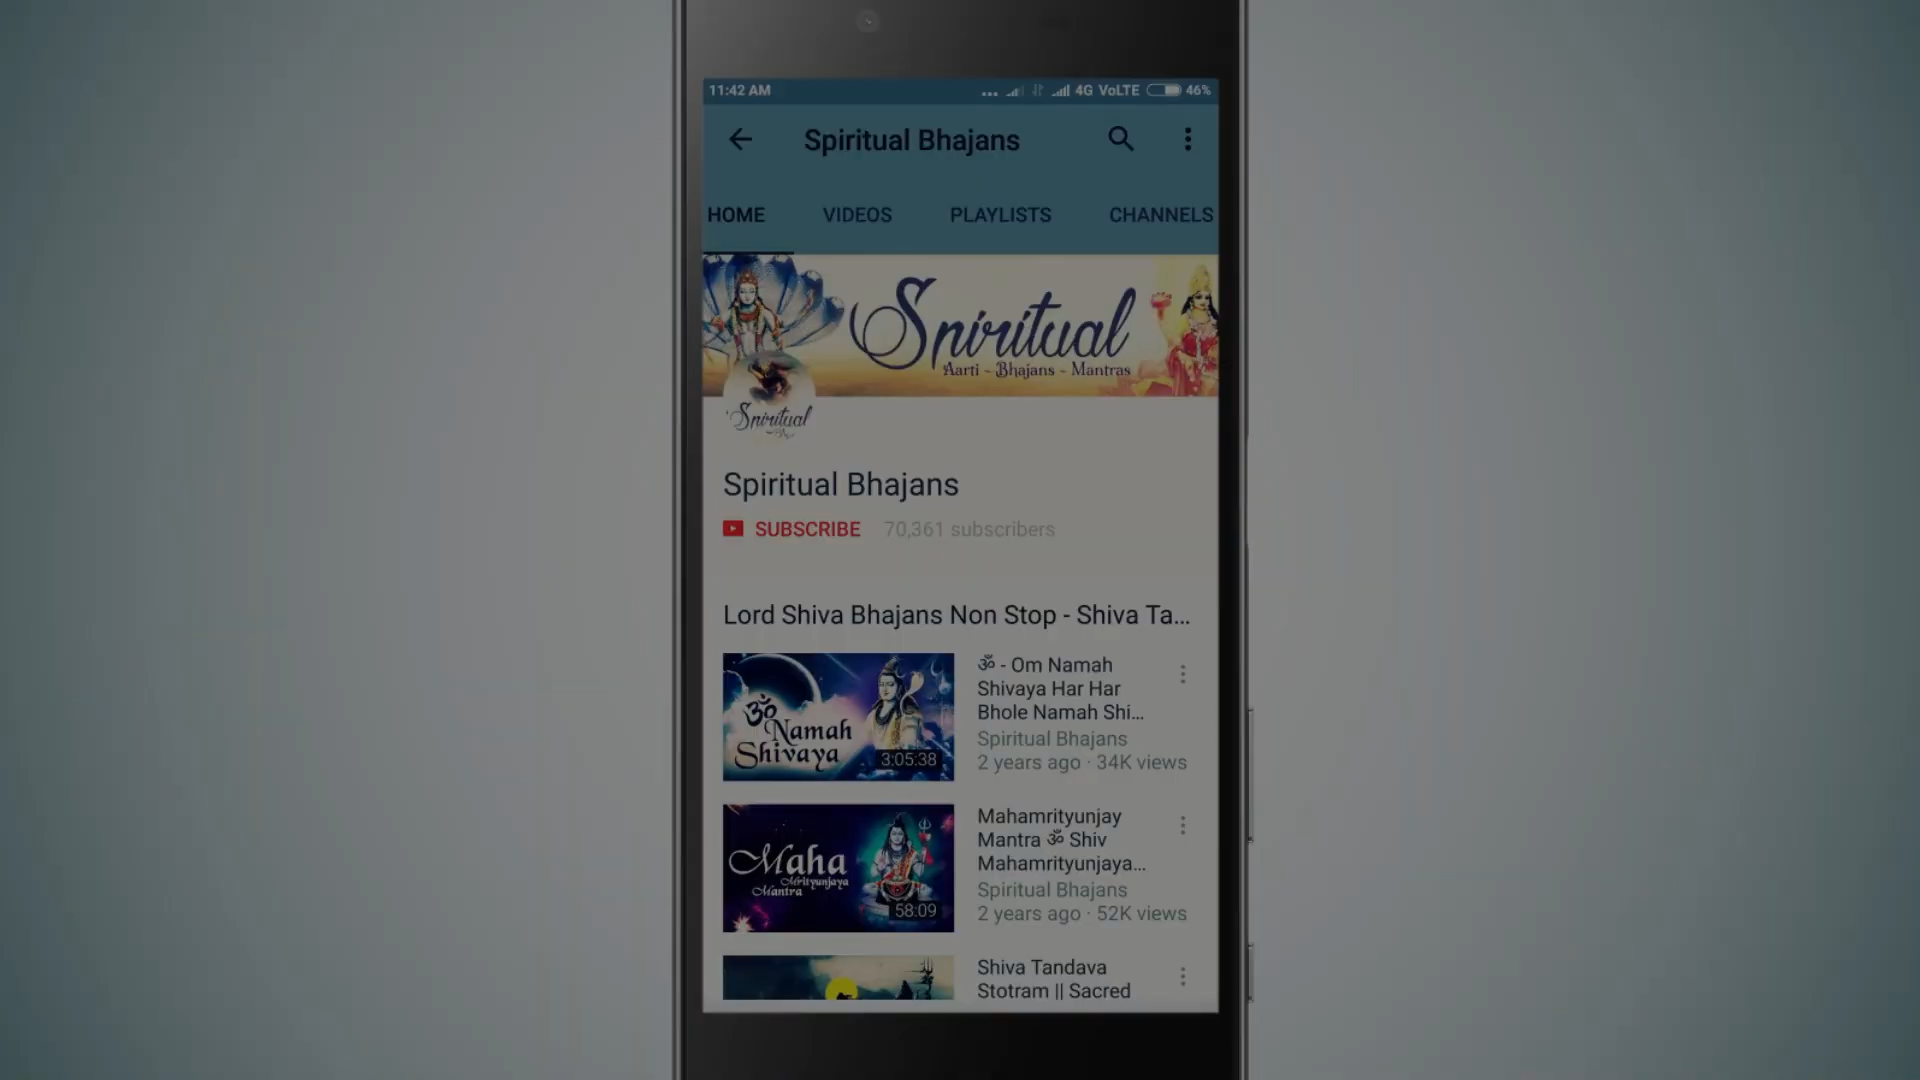 11:42 AM
4G VoLTE 46%
Spiritual Bhajans
HOME VIDEOS PLAYLISTS CHANNELS
Spiritual
Aarti ~ Bhajans ~ Mantras
Spiritual
Spiritual Bhajans
SUBSCRIBE 70,361 subscribers
Lord Shiva Bhajans Non Stop - Shiva Ta...
ॐ Namah
Shivaya
3:05:38
ॐ - Om Namah
Shivaya Har Har
Bhole Namah Shi...
Spiritual Bhajans
2 years ago · 34K views
Maha
Mrityunjaya
Mantra
58:09
Mahamrityunjay
Mantra ॐ Shiv
Mahamrityunjaya...
Spiritual Bhajans
2 years ago · 52K views
Shiva Tandava
Stotram || Sacred